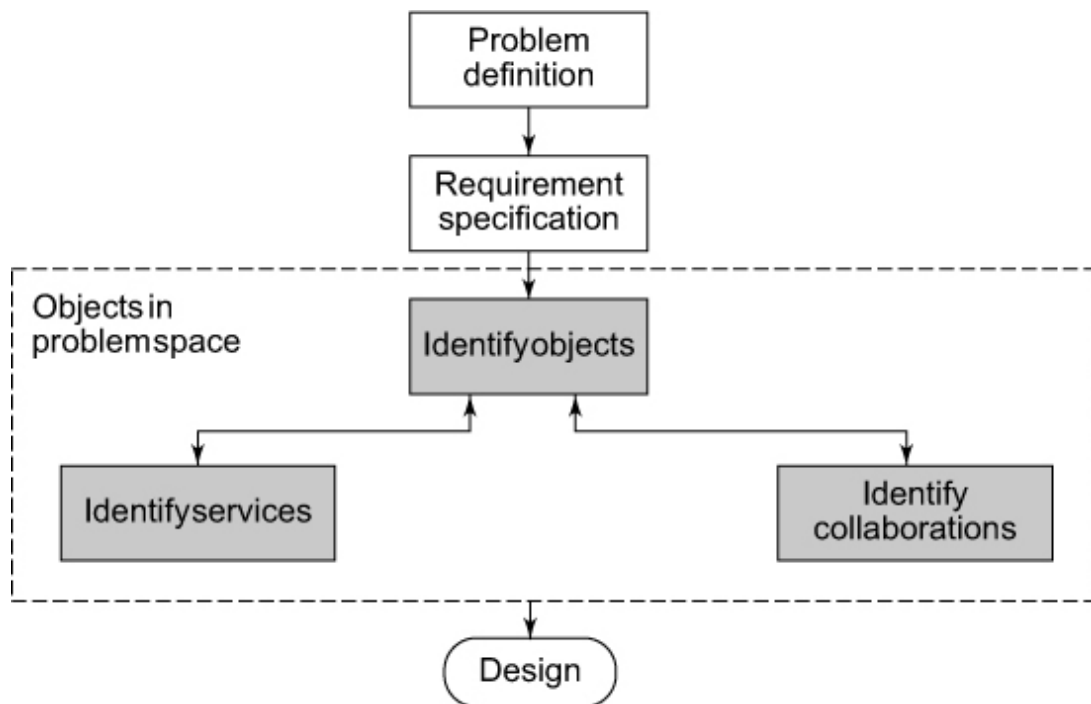 Problem
definition
Requirement
specification
Objects in
problemspace
Identifyobjects
Identifyservices
Identify
collaborations
Design